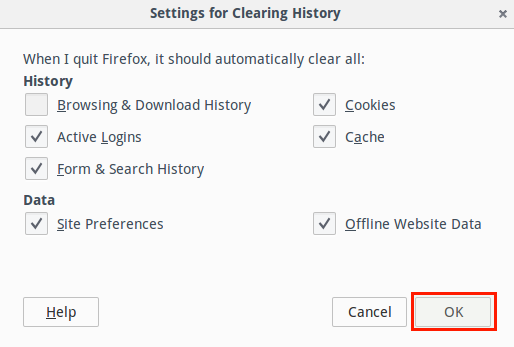 Settings for Clearing History ×
When I quit Firefox, it should automatically clear all:
History
Browsing & Download History Cookies
Active Logins Cache
Form & Search History
Data
Site Preferences Offline Website Data
Help Cancel OK